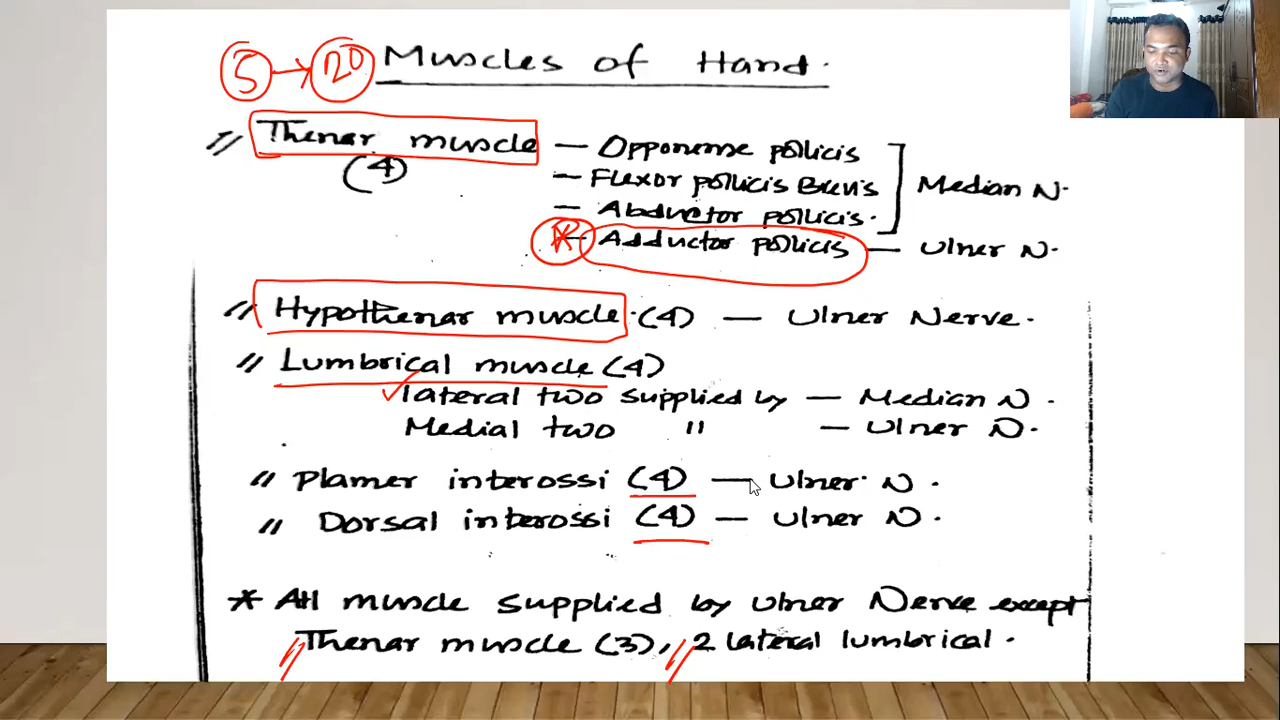 5 → 20 Muscles of Hand.
// Thenar muscle (4) — Opponense pollicis
— Flexor pollicis Brevis ] Median N.
— Abductor pollicis.
* — Adductor pollicis — Ulner N.
// Hypothenar muscle. (4) — Ulner Nerve.
// Lumbrical muscle (4)
✓ lateral two supplied by — Median N.
Medial two " — Ulner N.
// Plamer interossi (4) — Ulner N.
// Dorsal interossi (4) — Ulner N.
* All muscle supplied by Ulner Nerve except
// Thenar muscle (3), // 2 lateral lumbrical.